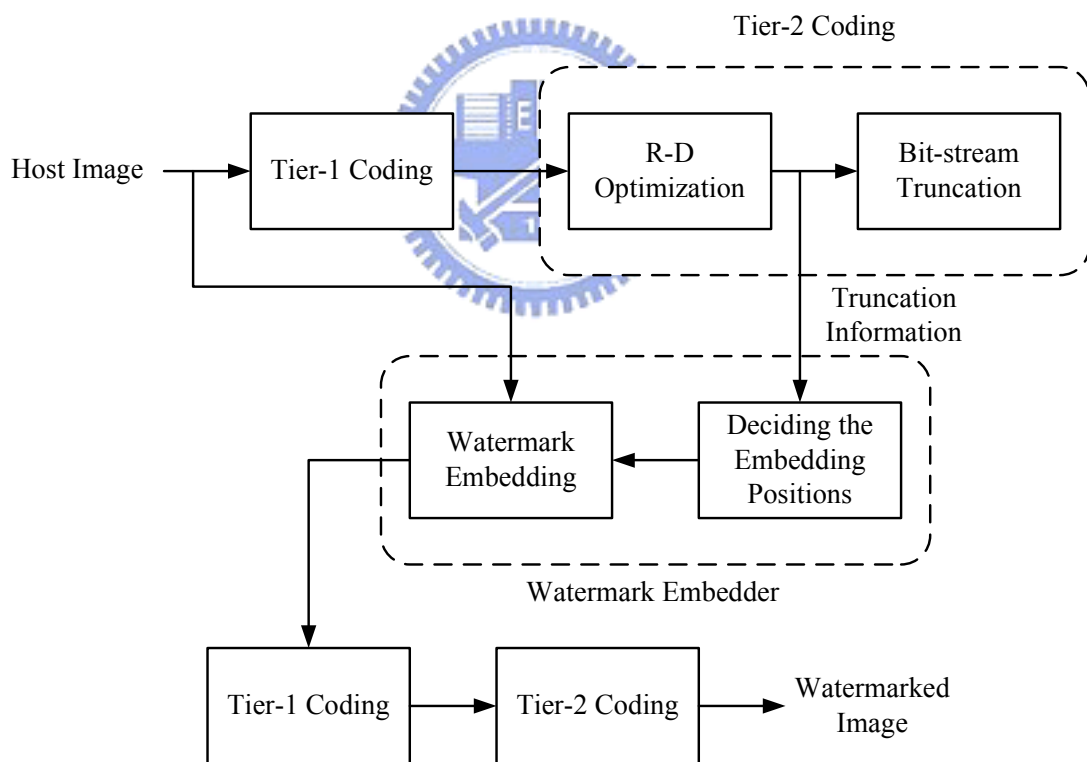 Tier-2 Coding
Host Image
Tier-1 Coding
R-D
Optimization
Bit-stream
Truncation
Truncation
Information
Watermark
Embedding
Deciding the
Embedding
Positions
Watermark Embedder
Tier-1 Coding
Tier-2 Coding
Watermarked
Image